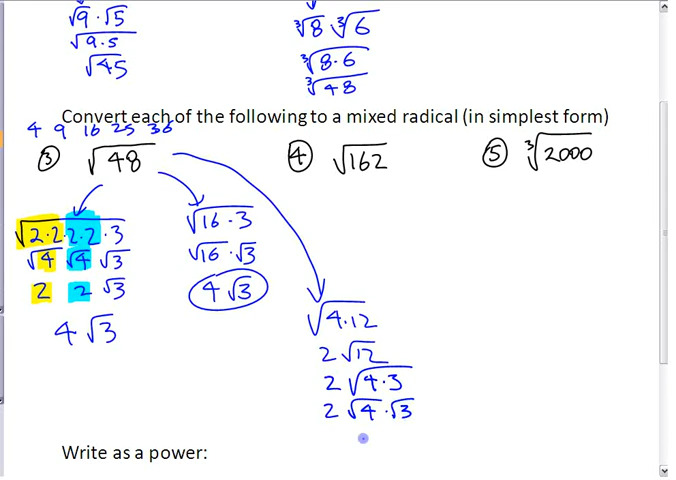 √9 · √5
√9·5
√45
∛8 ∛6
∛8·6
∛48
Convert each of the following to a mixed radical (in simplest form)
4 9 16 25 36
③ √48
④ √162
⑤ ∛2000
√2·2·2·2·3
√4 √4 √3
2 2 √3
4 √3
√16·3
√16 · √3
4 √3
√4·12
2 √12
2 √4·3
2 √4 · √3
Write as a power: